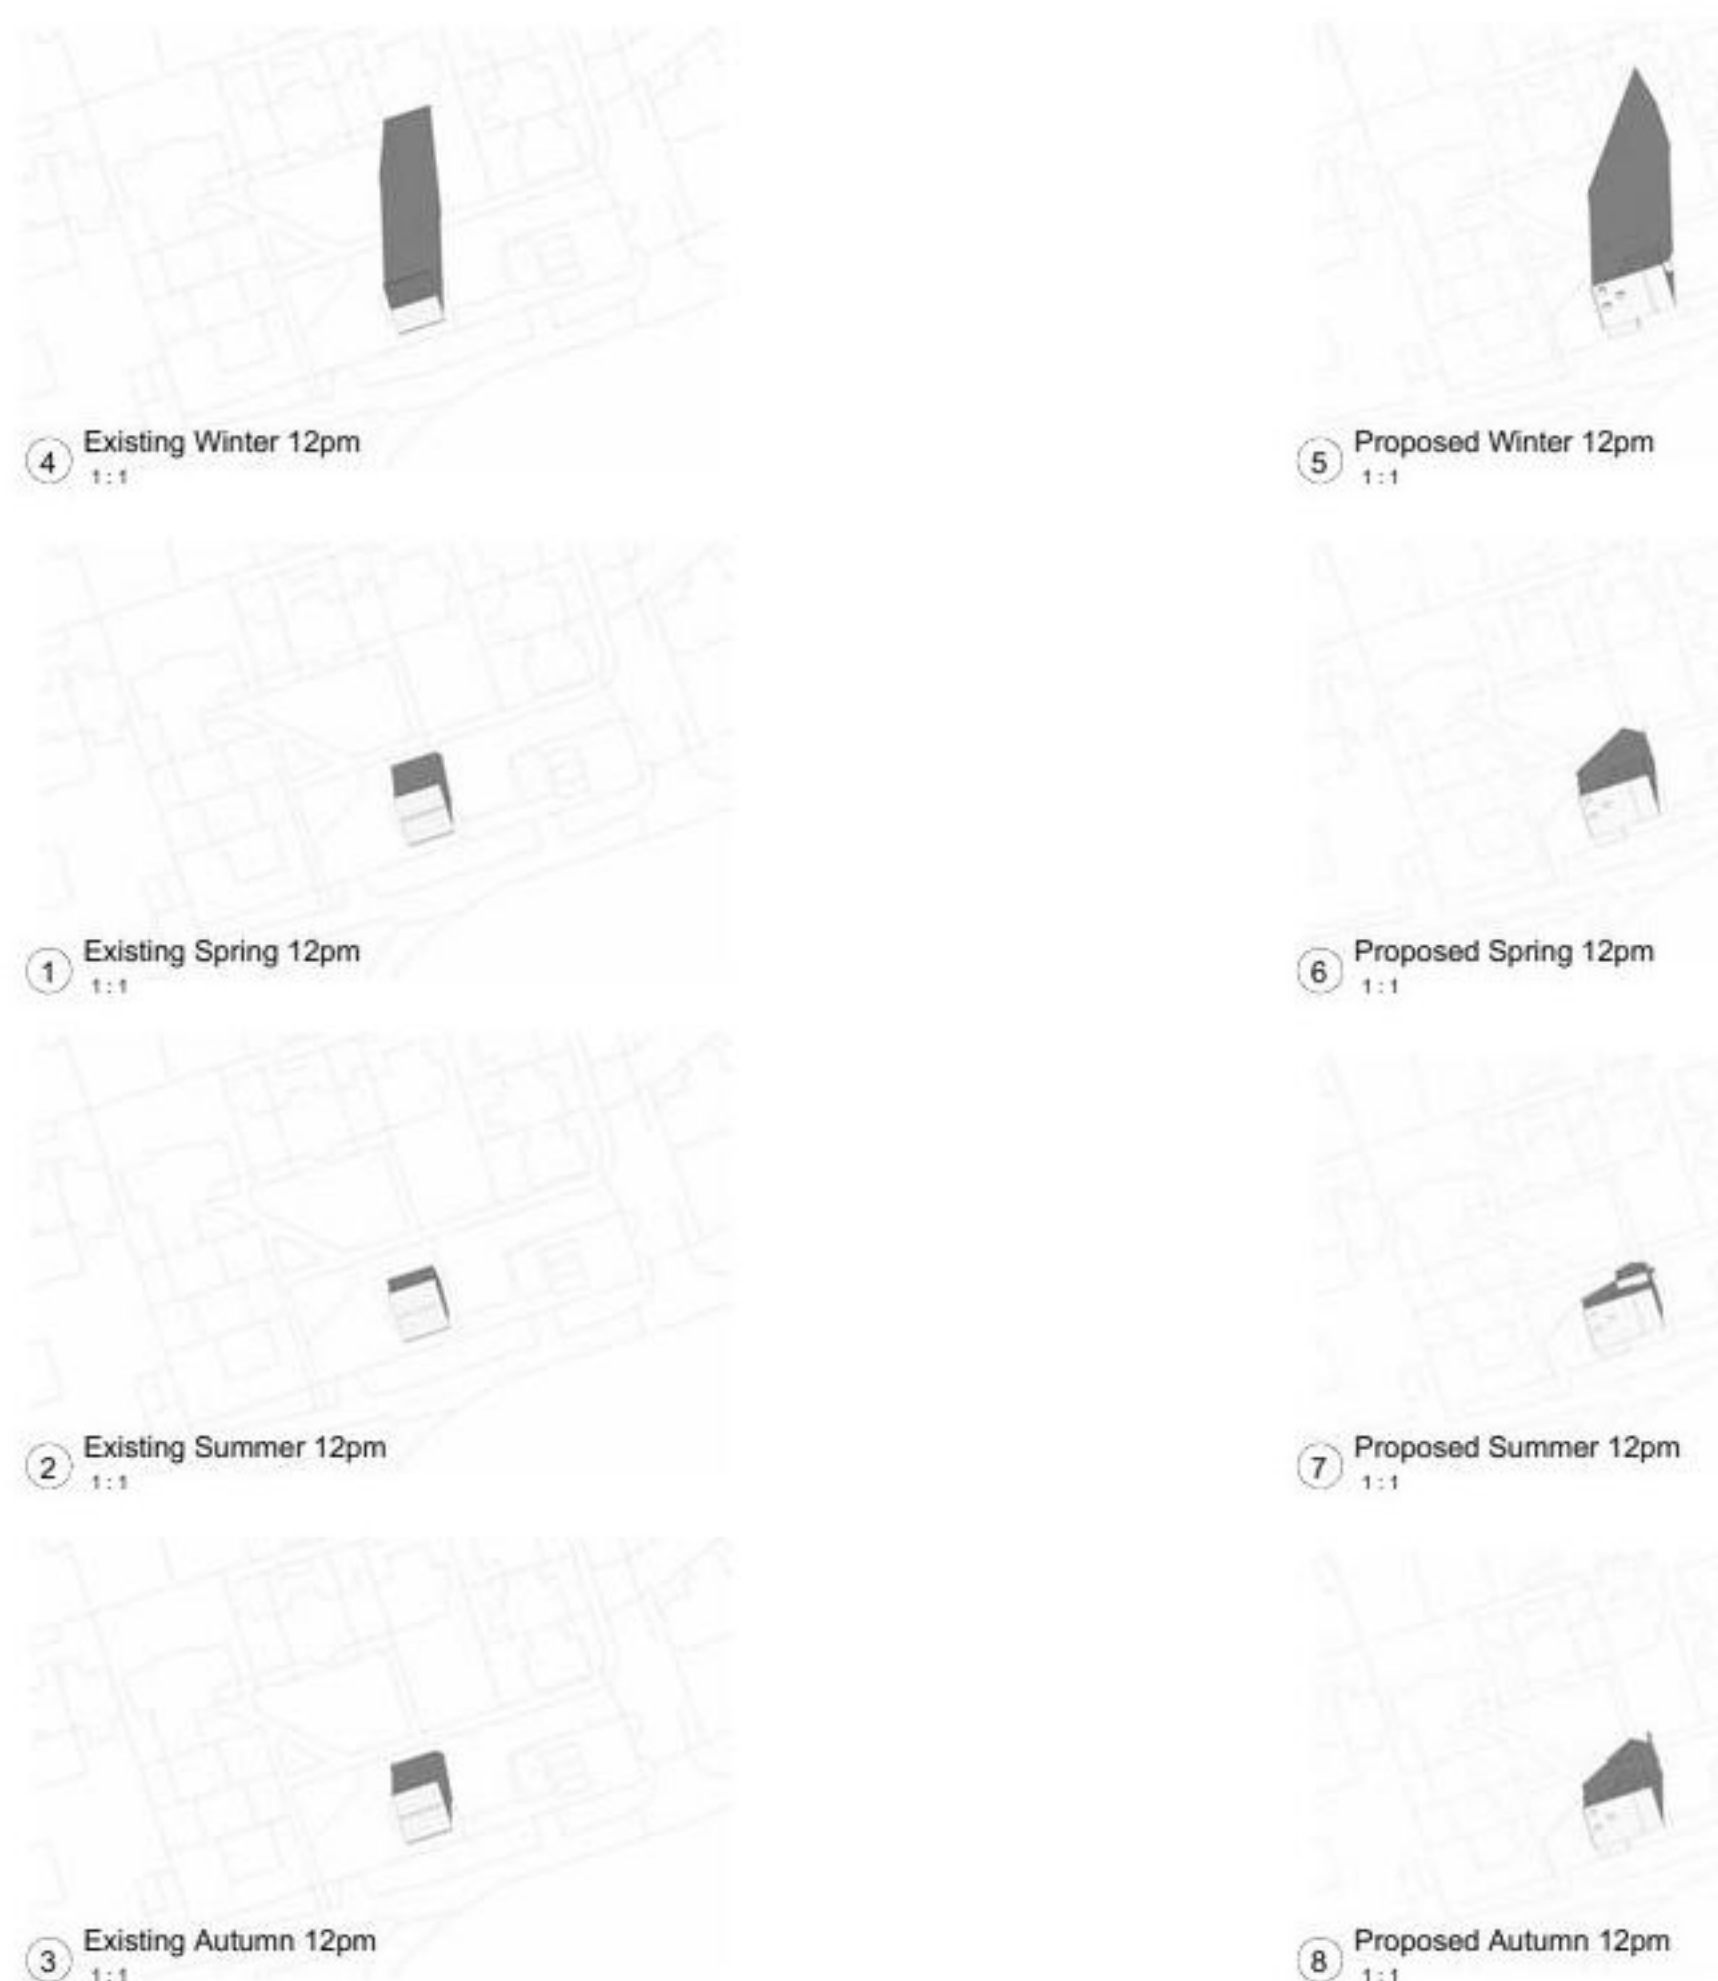 4 Existing Winter 12pm
1 : 1
5 Proposed Winter 12pm
1 : 1
1 Existing Spring 12pm
1 : 1
6 Proposed Spring 12pm
1 : 1
2 Existing Summer 12pm
1 : 1
7 Proposed Summer 12pm
1 : 1
3 Existing Autumn 12pm
1 : 1
8 Proposed Autumn 12pm
1 : 1